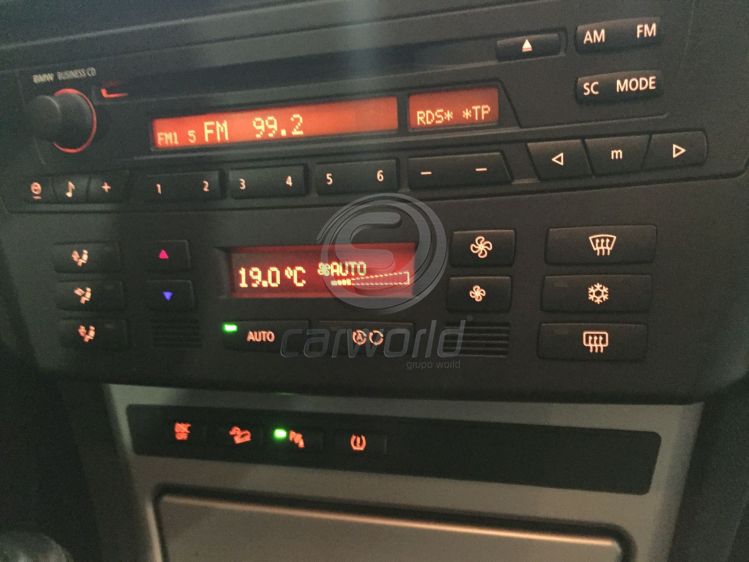 BMW BUSINESS CD
AM FM
SC MODE
FM1 5 FM 99.2
RDS* *TP
+ 1 2 3 4 5 6 - - m
19.0°C AUTO
AUTO A
carworld®
grupo world
DSC